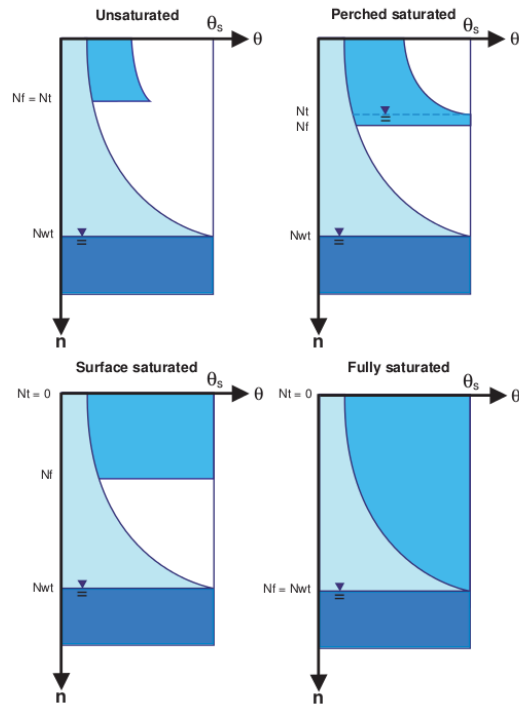 Unsaturated
θs
θ
Nf = Nt
Nwt
n
Perched saturated
θs
θ
Nt
Nf
Nwt
n
Surface saturated
Nt = 0
θs
θ
Nf
Nwt
n
Fully saturated
Nt = 0
θs
θ
Nf = Nwt
n